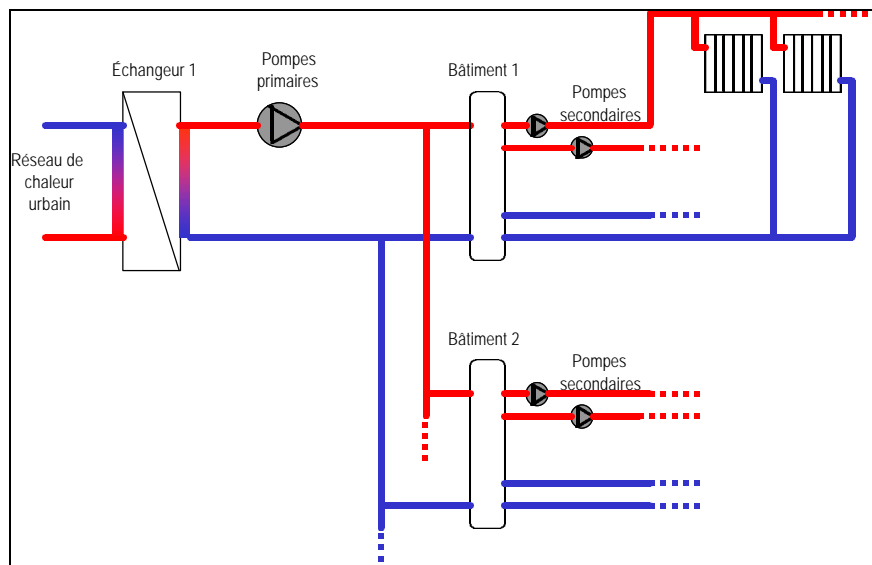 Échangeur 1
Pompes
primaires
Bâtiment 1
Pompes
secondaires
Réseau de
chaleur
urbain
Bâtiment 2
Pompes
secondaires